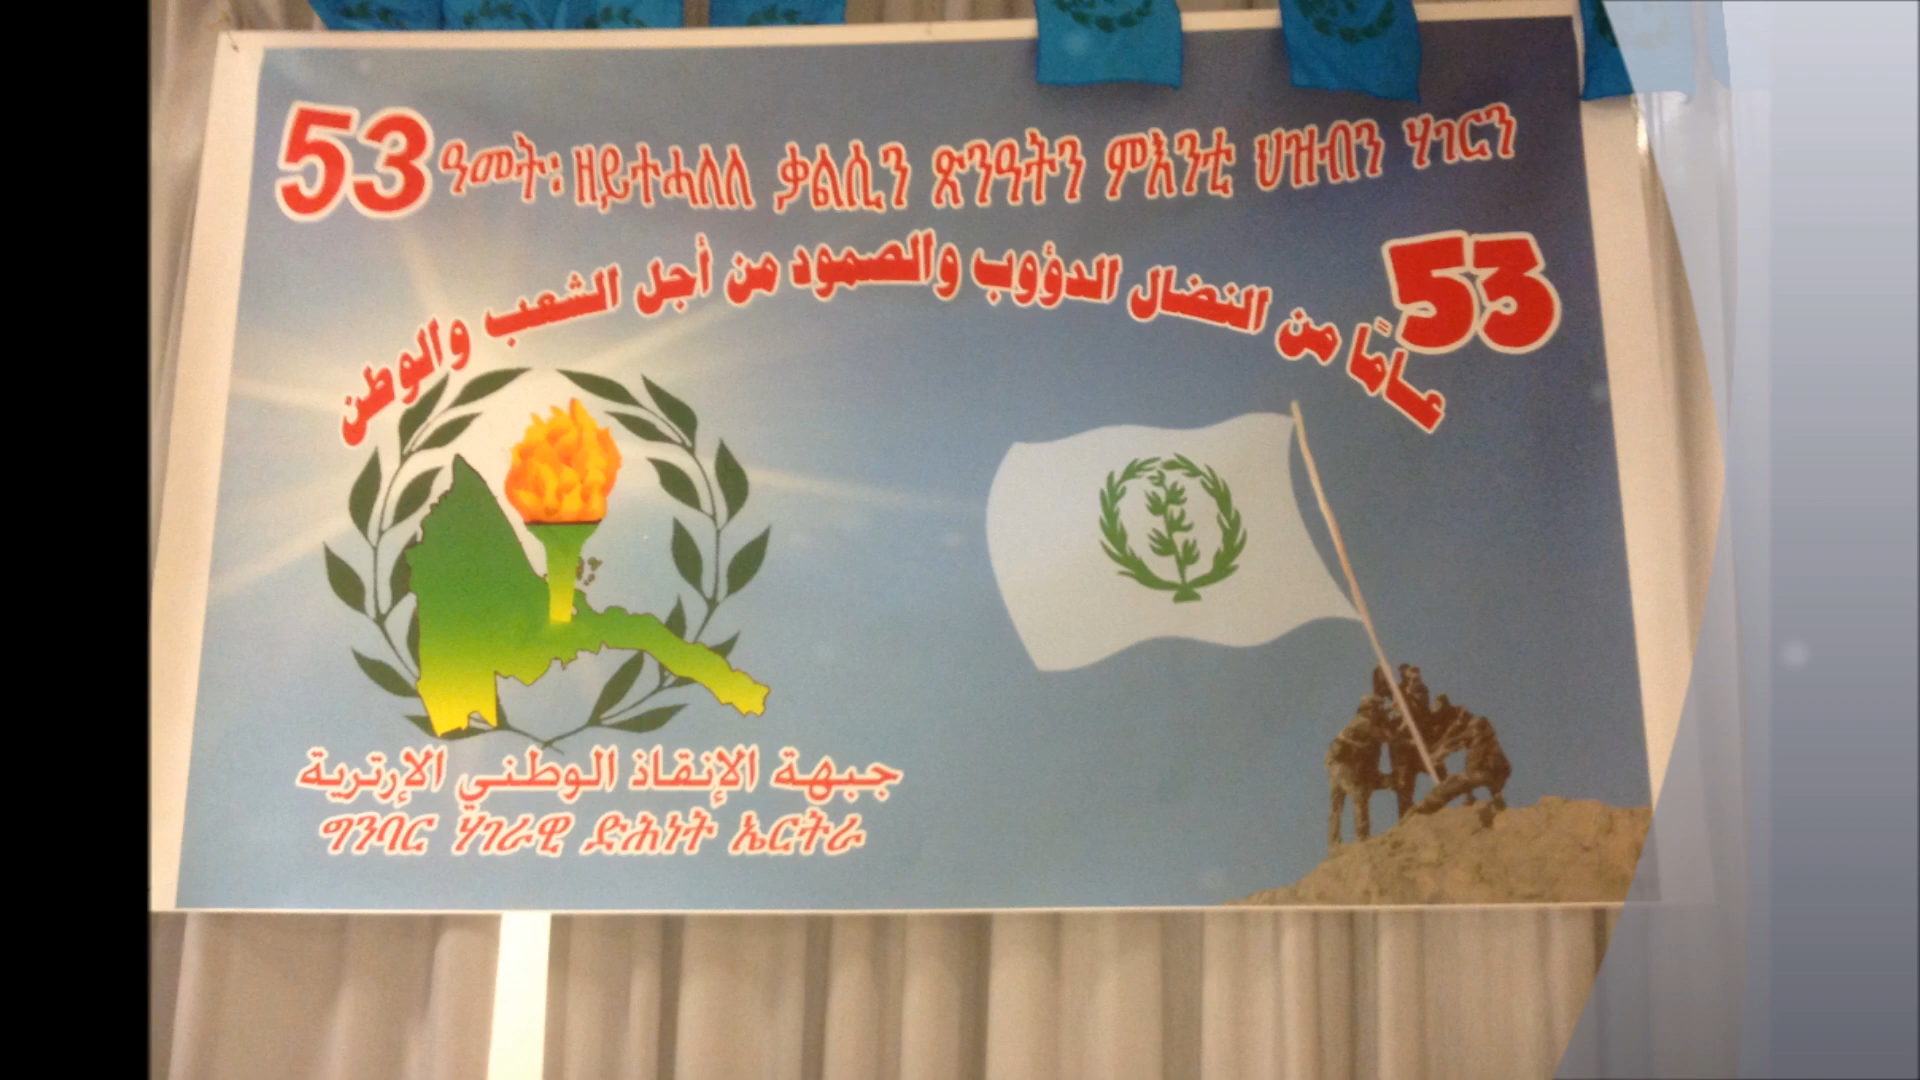 53 ዓመት፡ ዘይተሓለለ ቃልሲን ጽንዓትን ምእንቲ ህዝብን ሃገርን
53 عامًا من النضال الدؤوب والصمود من أجل الشعب والوطن
جبهة الإنقاذ الوطني الإرترية
ግንባር ሃገራዊ ድሕነት ኤርትራ